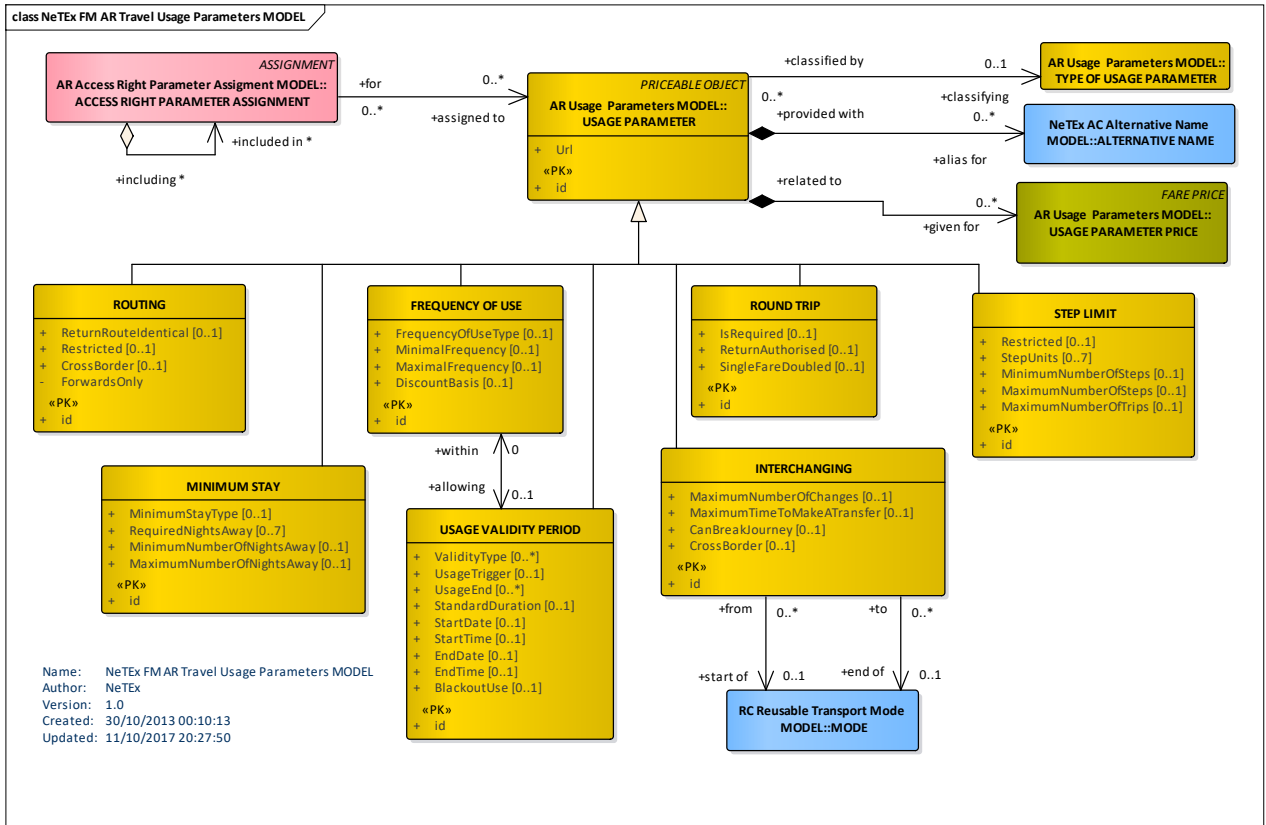 class NeTEx FM AR Travel Usage Parameters MODEL
ASSIGNMENT
AR Access Right Parameter Assigment MODEL::
ACCESS RIGHT PARAMETER ASSIGNMENT
+for
0..*
0..*
+assigned to
+included in *
+including *
PRICEABLE OBJECT
AR Usage Parameters MODEL::
USAGE PARAMETER
+ Url
«PK»
+ id
+classified by
0..1
0..*
+classifying
AR Usage Parameters MODEL::
TYPE OF USAGE PARAMETER
+provided with
0..*
+alias for
NeTEx AC Alternative Name
MODEL::ALTERNATIVE NAME
+related to
0..*
+given for
FARE PRICE
AR Usage Parameters MODEL::
USAGE PARAMETER PRICE
ROUTING
+ ReturnRouteIdentical [0..1]
+ Restricted [0..1]
+ CrossBorder [0..1]
- ForwardsOnly
«PK»
+ id
FREQUENCY OF USE
+ FrequencyOfUseType [0..1]
+ MinimalFrequency [0..1]
+ MaximalFrequency [0..1]
+ DiscountBasis [0..1]
«PK»
+ id
ROUND TRIP
+ IsRequired [0..1]
+ ReturnAuthorised [0..1]
+ SingleFareDoubled [0..1]
«PK»
+ id
STEP LIMIT
+ Restricted [0..1]
+ StepUnits [0..7]
+ MinimumNumberOfSteps [0..1]
+ MaximumNumberOfSteps [0..1]
+ MaximumNumberOfTrips [0..1]
«PK»
+ id
+within
0
+allowing
0..1
MINIMUM STAY
+ MinimumStayType [0..1]
+ RequiredNightsAway [0..7]
+ MinimumNumberOfNightsAway [0..1]
+ MaximumNumberOfNightsAway [0..1]
«PK»
+ id
USAGE VALIDITY PERIOD
+ ValidityType [0..*]
+ UsageTrigger [0..1]
+ UsageEnd [0..*]
+ StandardDuration [0..1]
+ StartDate [0..1]
+ StartTime [0..1]
+ EndDate [0..1]
+ EndTime [0..1]
+ BlackoutUse [0..1]
«PK»
+ id
INTERCHANGING
+ MaximumNumberOfChanges [0..1]
+ MaximumTimeToMakeATransfer [0..1]
+ CanBreakJourney [0..1]
+ CrossBorder [0..1]
«PK»
+ id
+from
0..*
+to
0..*
+start of
0..1
+end of
0..1
RC Reusable Transport Mode
MODEL::MODE
Name: NeTEx FM AR Travel Usage Parameters MODEL
Author: NeTEx
Version: 1.0
Created: 30/10/2013 00:10:13
Updated: 11/10/2017 20:27:50